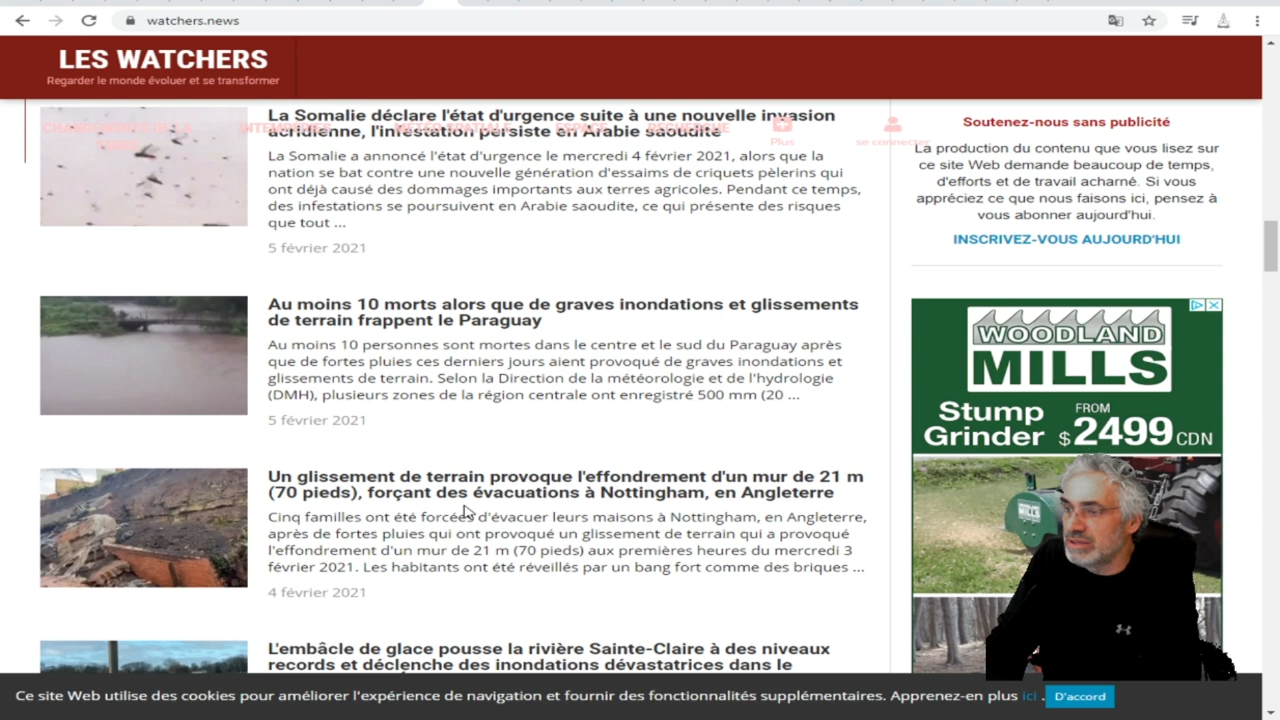 watchers.news
LES WATCHERS
Regarder le monde évoluer et se transformer
La Somalie déclare l'état d'urgence suite à une nouvelle invasion
acridienne, l'infestation persiste en Arabie saoudite
Plus
se connecter
La Somalie a annoncé l'état d'urgence le mercredi 4 février 2021, alors que la
nation se bat contre une nouvelle génération d'essaims de criquets pèlerins qui
ont déjà causé des dommages importants aux terres agricoles. Pendant ce temps,
des infestations se poursuivent en Arabie saoudite, ce qui présente des risques
que tout ...
5 février 2021
Au moins 10 morts alors que de graves inondations et glissements
de terrain frappent le Paraguay
Au moins 10 personnes sont mortes dans le centre et le sud du Paraguay après
que de fortes pluies ces derniers jours aient provoqué de graves inondations et
glissements de terrain. Selon la Direction de la météorologie et de l'hydrologie
(DMH), plusieurs zones de la région centrale ont enregistré 500 mm (20 ...
5 février 2021
Un glissement de terrain provoque l'effondrement d'un mur de 21 m
(70 pieds), forçant des évacuations à Nottingham, en Angleterre
Cinq familles ont été forcées d'évacuer leurs maisons à Nottingham, en Angleterre,
après de fortes pluies qui ont provoqué un glissement de terrain qui a provoqué
l'effondrement d'un mur de 21 m (70 pieds) aux premières heures du mercredi 3
février 2021. Les habitants ont été réveillés par un bang fort comme des briques ...
4 février 2021
L'embâcle de glace pousse la rivière Sainte-Claire à des niveaux
records et déclenche des inondations dévastatrices dans le
Soutenez-nous sans publicité
La production du contenu que vous lisez sur
ce site Web demande beaucoup de temps,
d'efforts et de travail acharné. Si vous
appréciez ce que nous faisons ici, pensez à
vous abonner aujourd'hui.
INSCRIVEZ-VOUS AUJOURD'HUI
WOODLAND
MILLS
Stump
Grinder
FROM
$2499 CDN
Ce site Web utilise des cookies pour améliorer l'expérience de navigation et fournir des fonctionnalités supplémentaires. Apprenez-en plus ici . D'accord